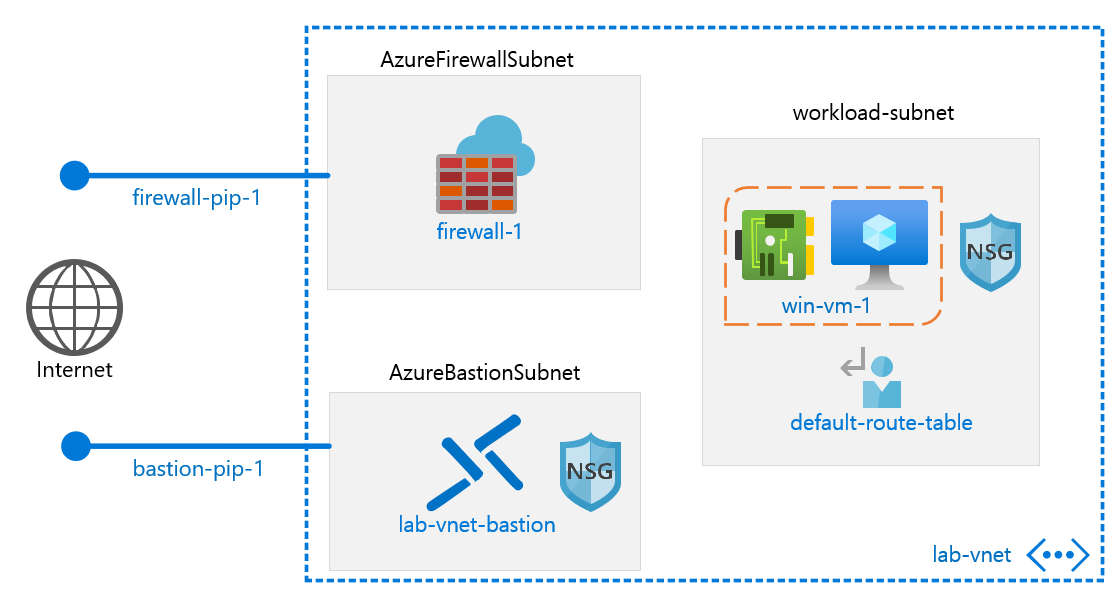 AzureFirewallSubnet
firewall-1
firewall-pip-1
Internet
AzureBastionSubnet
NSG
lab-vnet-bastion
bastion-pip-1
workload-subnet
NSG
win-vm-1
default-route-table
lab-vnet